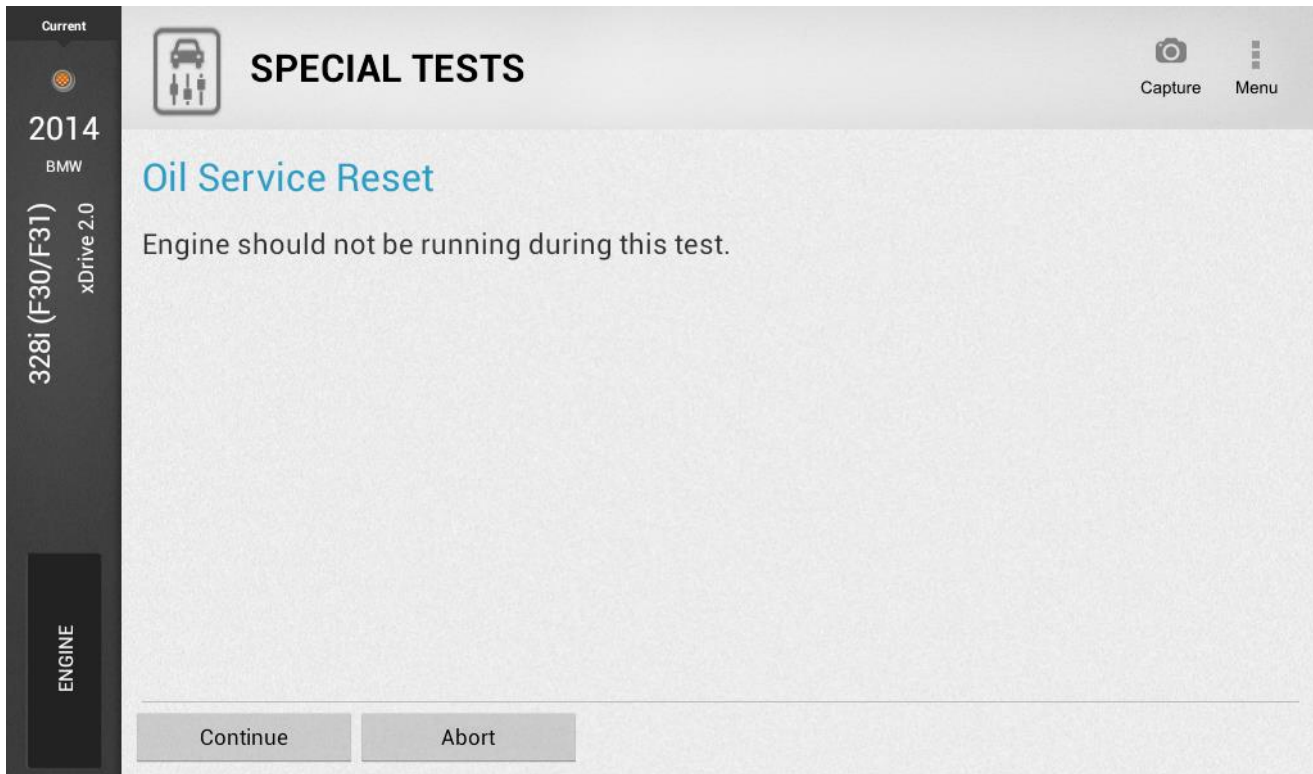 Current
2014
BMW
328i (F30/F31)
xDrive 2.0
ENGINE
SPECIAL TESTS
Capture
Menu
Oil Service Reset
Engine should not be running during this test.
Continue
Abort